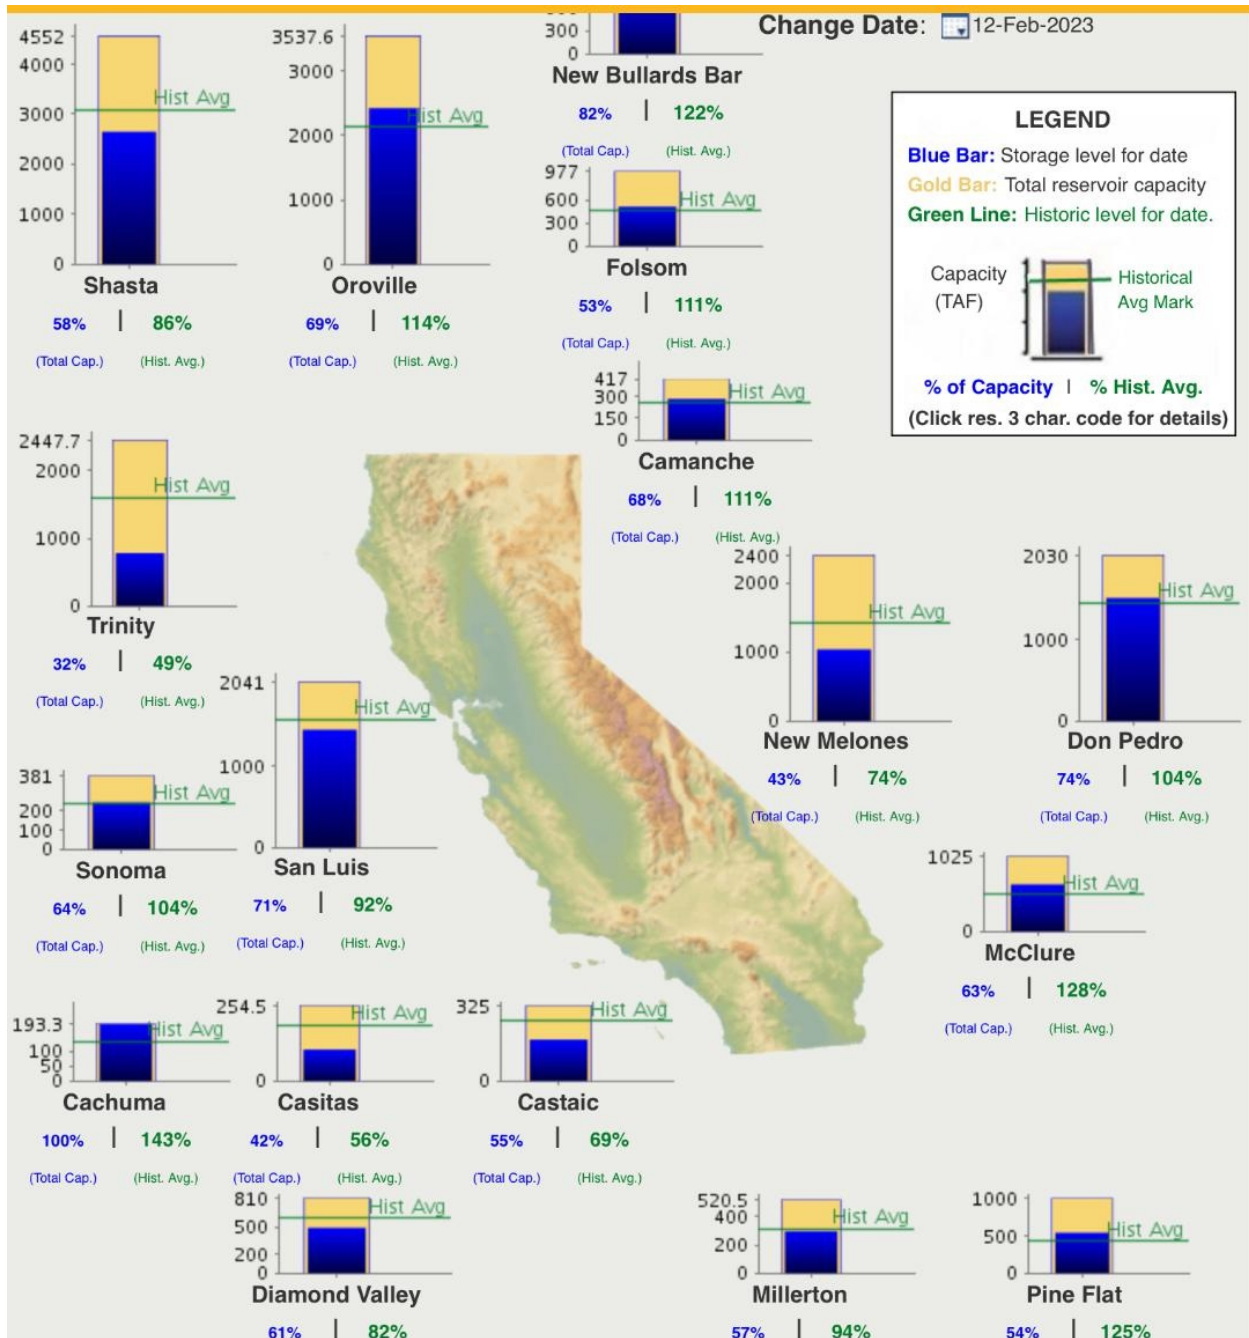 Change Date: 12-Feb-2023
4552
4000
3000
2000
1000
0
Hist Avg
Shasta
58% | 86%
(Total Cap.) (Hist. Avg.)
3537.6
3000
2000
1000
0
Hist Avg
Oroville
69% | 114%
(Total Cap.) (Hist. Avg.)
300
0
New Bullards Bar
82% | 122%
(Total Cap.) (Hist. Avg.)
977
600
300
0
Hist Avg
Folsom
53% | 111%
(Total Cap.) (Hist. Avg.)
LEGEND
Blue Bar: Storage level for date
Gold Bar: Total reservoir capacity
Green Line: Historic level for date.
Capacity
(TAF)
Historical
Avg Mark
% of Capacity | % Hist. Avg.
(Click res. 3 char. code for details)
417
300
150
0
Hist Avg
Camanche
68% | 111%
(Total Cap.) (Hist. Avg.)
2447.7
2000
1000
0
Hist Avg
Trinity
32% | 49%
(Total Cap.) (Hist. Avg.)
2400
2000
1000
0
Hist Avg
New Melones
43% | 74%
(Total Cap.) (Hist. Avg.)
2030
1000
0
Hist Avg
Don Pedro
74% | 104%
(Total Cap.) (Hist. Avg.)
381
200
100
0
Hist Avg
Sonoma
64% | 104%
(Total Cap.) (Hist. Avg.)
2041
1000
0
Hist Avg
San Luis
71% | 92%
(Total Cap.) (Hist. Avg.)
1025
0
Hist Avg
McClure
63% | 128%
(Total Cap.) (Hist. Avg.)
193.3
100
50
0
Hist Avg
Cachuma
100% | 143%
(Total Cap.) (Hist. Avg.)
254.5
0
Hist Avg
Casitas
42% | 56%
(Total Cap.) (Hist. Avg.)
325
0
Hist Avg
Castaic
55% | 69%
(Total Cap.) (Hist. Avg.)
810
500
200
0
Hist Avg
Diamond Valley
61% | 82%
520.5
400
200
0
Hist Avg
Millerton
57% | 94%
1000
500
0
Hist Avg
Pine Flat
54% | 125%